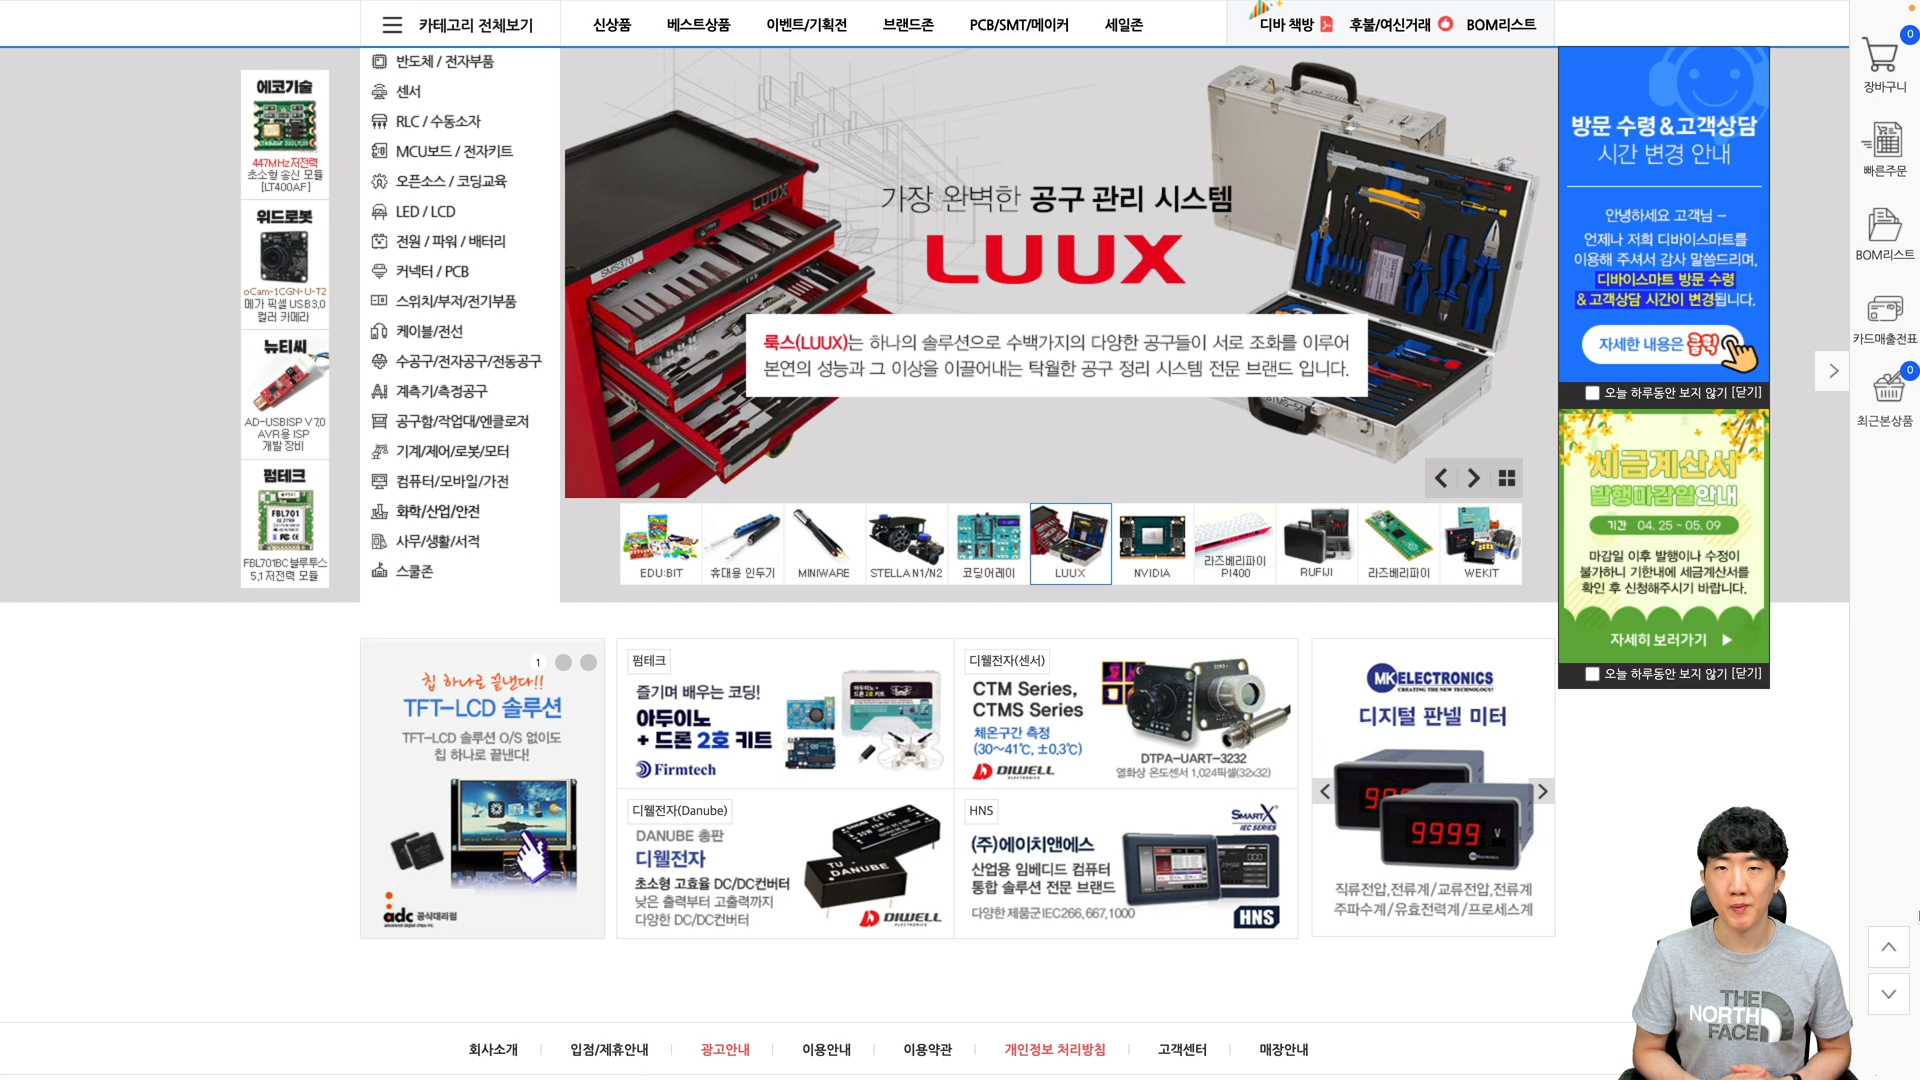 카테고리 전체보기
신상품
베스트상품
이벤트/기획전
브랜드존
PCB/SMT/메이커
세일존
디바 책방
후불/여신거래
BOM리스트
에코기술
447MHz 저전력
초소형 송신 모듈
[LT400AF]
위드로봇
oCam-1CGN-U-T2
메가 픽셀 USB3.0
컬러 카메라
뉴티씨
AD-USBISP V7.0
AVR용 ISP
개발 장비
펌테크
FBL701
FBL701BC 블루투스
5.1 저전력 모듈
반도체 / 전자부품
센서
RLC / 수동소자
MCU보드 / 전자키트
오픈소스 / 코딩교육
LED / LCD
전원 / 파워 / 배터리
커넥터 / PCB
스위치/부저/전기부품
케이블/전선
수공구/전자공구/전동공구
계측기/측정공구
공구함/작업대/엔클로저
기계/제어/로봇/모터
컴퓨터/모바일/가전
화학/산업/안전
사무/생활/서적
스쿨존
LUUX
SMS370
가장 완벽한 공구 관리 시스템
LUUX
룩스(LUUX)는 하나의 솔루션으로 수백가지의 다양한 공구들이 서로 조화를 이루어
본연의 성능과 그 이상을 이끌어내는 탁월한 공구 정리 시스템 전문 브랜드 입니다.
EDU:BIT
휴대용 인두기
MINIWARE
STELLA N1/N2
코딩어레이
LUUX
NVIDIA
라즈베리파이
PI400
RUFIJI
라즈베리파이
WEKIT
방문 수령&고객상담
시간 변경 안내
안녕하세요 고객님 –
언제나 저희 디바이스마트를
이용해 주셔서 감사 말씀드리며,
디바이스마트 방문 수령
& 고객상담 시간이 변경됩니다.
자세한 내용은 클릭
오늘 하루동안 보지 않기 [닫기]
세금계산서
발행마감일안내
기간 04.25 ~ 05.09
마감일 이후 발행이나 수정이
불가하니 기한내에 세금계산서를
확인 후 신청해주시기 바랍니다.
자세히 보러가기 ▶
오늘 하루동안 보지 않기 [닫기]
0
장바구니
빠른주문
BOM리스트
카드매출전표
0
최근본상품
1
칩 하나로 끝낸다!!
TFT-LCD 솔루션
TFT-LCD 솔루션 O/S 없이도
칩 하나로 끝낸다!
adc 공식대리점
advanced digital chips inc.
펌테크
즐기며 배우는 코딩!
아두이노
+ 드론 2호 키트
Firmtech
디웰전자(센서)
CTM Series,
CTMS Series
체온구간 측정
(30~41℃, ±0.3℃)
DIWELL
ELECTRONICS
DTPA-UART-3232
열화상 온도센서 1,024픽셀(32x32)
디웰전자(Danube)
DANUBE 총판
디웰전자
초소형 고효율 DC/DC컨버터
낮은 출력부터 고출력까지
다양한 DC/DC컨버터
DANUBE
DIWELL
ELECTRONICS
HNS
(주)에이치앤에스
산업용 임베디드 컴퓨터
통합 솔루션 전문 브랜드
다양한 제품군 IEC266, 667, 1000
SMARTX
IEC SERIES
HNS
MK ELECTRONICS
CREATING THE NEW TECHNOLOGY!
디지털 판넬 미터
9999
V
직류전압,전류계/교류전압,전류계
주파수계/유효전력계/프로세스계
THE
NORTH
FACE
회사소개
입점/제휴안내
광고안내
이용안내
이용약관
개인정보 처리방침
고객센터
매장안내